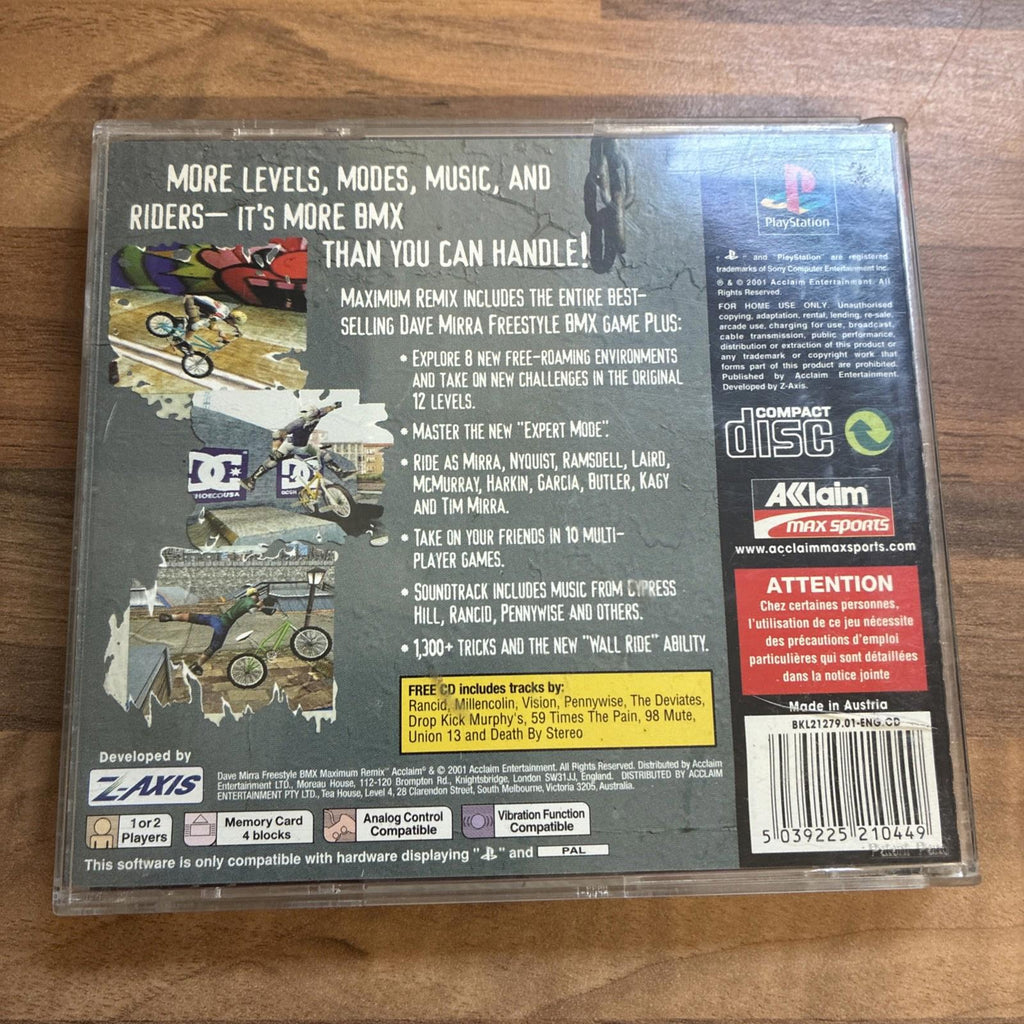 MORE LEVELS, MODES, MUSIC, AND
RIDERS— IT'S MORE BMX
THAN YOU CAN HANDLE!
MAXIMUM REMIX INCLUDES THE ENTIRE BEST-
SELLING DAVE MIRRA FREESTYLE BMX GAME PLUS:
• EXPLORE 8 NEW FREE-ROAMING ENVIRONMENTS
AND TAKE ON NEW CHALLENGES IN THE ORIGINAL
12 LEVELS.
• MASTER THE NEW "EXPERT MODE".
• RIDE AS MIRRA, NYQUIST, RAMSDELL, LAIRD,
MCMURRAY, HARKIN, GARCIA, BUTLER, KAGY
AND TIM MIRRA.
• TAKE ON YOUR FRIENDS IN 10 MULTI-
PLAYER GAMES.
• SOUNDTRACK INCLUDES MUSIC FROM CYPRESS
HILL, RANCID, PENNYWISE AND OTHERS.
• 1,300+ TRICKS AND THE NEW "WALL RIDE" ABILITY.
FREE CD includes tracks by:
Rancid, Millencolin, Vision, Pennywise, The Deviates,
Drop Kick Murphy's, 59 Times The Pain, 98 Mute,
Union 13 and Death By Stereo
DC
HOECOUSA
Developed by
Z-AXIS
Dave Mirra Freestyle BMX Maximum Remix™ Acclaim® & © 2001 Acclaim Entertainment. All Rights Reserved. Distributed by Acclaim
Entertainment LTD., Moreau House, 112-120 Brompton Rd., Knightsbridge, London SW31JJ, England. DISTRIBUTED BY ACCLAIM
ENTERTAINMENT PTY LTD., Tea House, Level 4, 28 Clarendon Street, South Melbourne, Victoria 3205, Australia.
1 or 2
Players
Memory Card
4 blocks
Analog Control
Compatible
Vibration Function
Compatible
This software is only compatible with hardware displaying " " and PAL
PlayStation
" " and "PlayStation" are registered
trademarks of Sony Computer Entertainment Inc.
® & © 2001 Acclaim Entertainment. All
Rights Reserved.
FOR HOME USE ONLY. Unauthorised
copying, adaptation, rental, lending, re-sale,
arcade use, charging for use, broadcast,
cable transmission, public performance,
distribution or extraction of this product or
any trademark or copyright work that
forms part of this product are prohibited.
Published by Acclaim Entertainment.
Developed by Z-Axis.
COMPACT
disc
AKlaim
MAX SPORTS
www.acclaimmaxsports.com
ATTENTION
Chez certaines personnes,
l'utilisation de ce jeu nécessite
des précautions d'emploi
particulières qui sont détaillées
dans la notice jointe
Made in Austria
BKL21279.01-ENG.CD
5 039225 210449